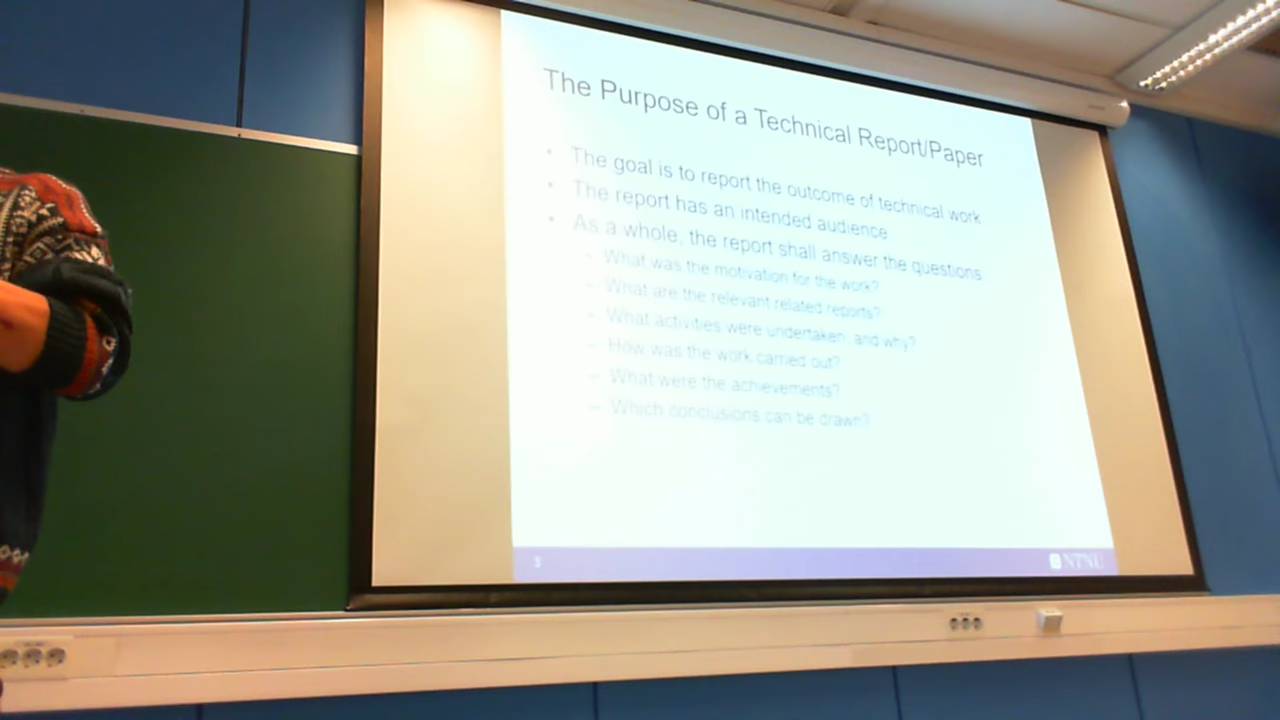 The Purpose of a Technical Report/Paper
• The goal is to report the outcome of technical work
• The report has an intended audience
• As a whole, the report shall answer the questions
– What was the motivation for the work?
– What are the relevant related reports?
– What activities were undertaken, and why?
– How was the work carried out?
– What were the achievements?
– Which conclusions can be drawn?
3
NTNU